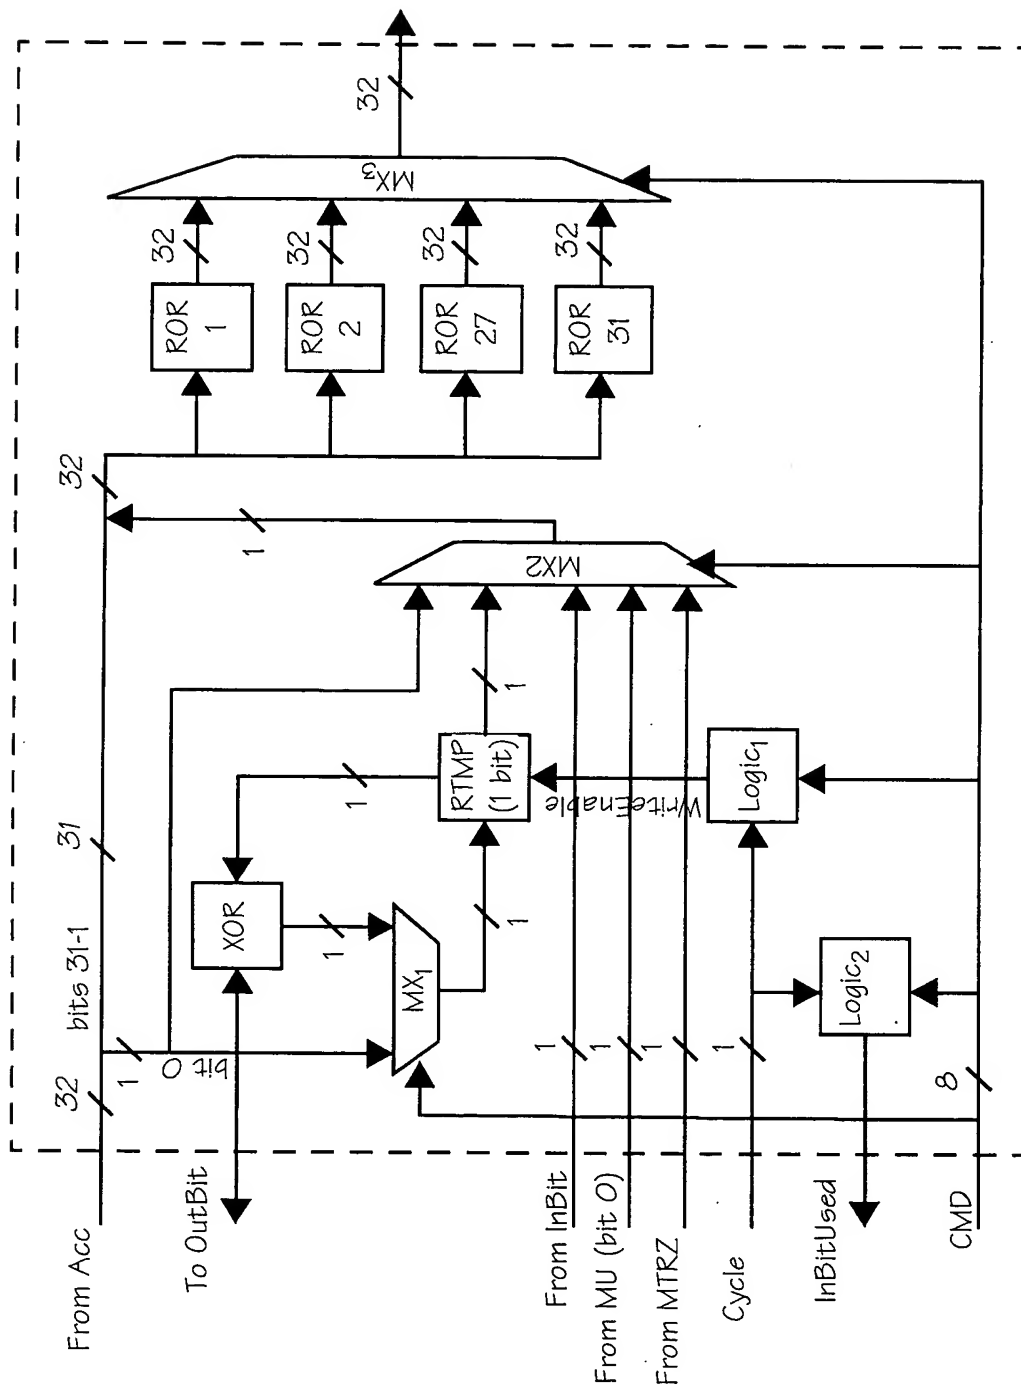 From Acc
32
bits 31-1
31
32
1
bit 0
To OutBit
XOR
1
1
MX1
1
RTMP
(1 bit)
1
WriteEnable
1
MX2
ROR
1
32
ROR
2
32
ROR
27
32
ROR
31
32
MX3
32
From InBit
1
From MU (bit 0)
1
From MTRZ
1
Cycle
1
Logic1
InBitUsed
Logic2
CMD
8